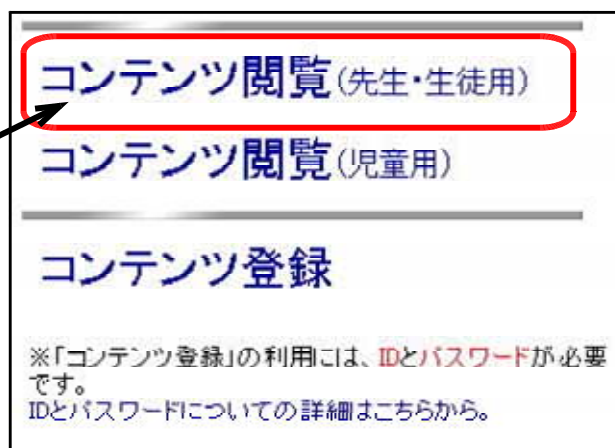 コンテンツ閲覧(先生・生徒用)
コンテンツ閲覧(児童用)
コンテンツ登録
※「コンテンツ登録」の利用には、IDとパスワードが必要
です。
IDとパスワードについての詳細はこちらから。